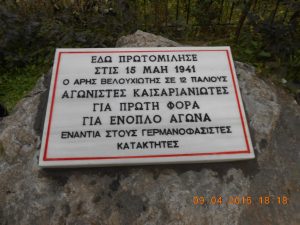 ΕΔΩ ΠΡΩΤΟΜΙΛΗΣΕ
ΣΤΙΣ 15 ΜΑΗ 1941
Ο ΑΡΗΣ ΒΕΛΟΥΧΙΩΤΗΣ ΣΕ 12 ΠΑΛΙΟΥΣ
ΑΓΩΝΙΣΤΕΣ ΚΑΙΣΑΡΙΑΝΙΩΤΕΣ
ΓΙΑ ΠΡΩΤΗ ΦΟΡΑ
ΓΙΑ ΕΝΟΠΛΟ ΑΓΩΝΑ
ΕΝΑΝΤΙΑ ΣΤΟΥΣ ΓΕΡΜΑΝΟΦΑΣΙΣΤΕΣ
ΚΑΤΑΚΤΗΤΕΣ
09.04.2016 18:18